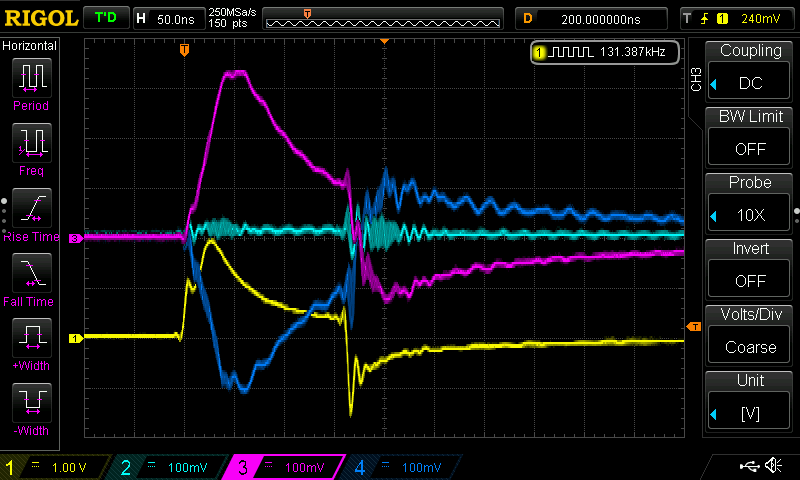 RIGOL T'D H 50.0ns 250MSa/s D 200.000000ns T 1 240mV
150 pts
Horizontal
1 131.387kHz
Period
Freq
Rise Time
Fall Time
+Width
-Width
T
3
1
T
CH3
Coupling
DC
BW Limit
OFF
Probe
10X
Invert
OFF
Volts/Div
Coarse
Unit
[V]
1 1.00 V 2 100mV 3 100mV 4 100mV